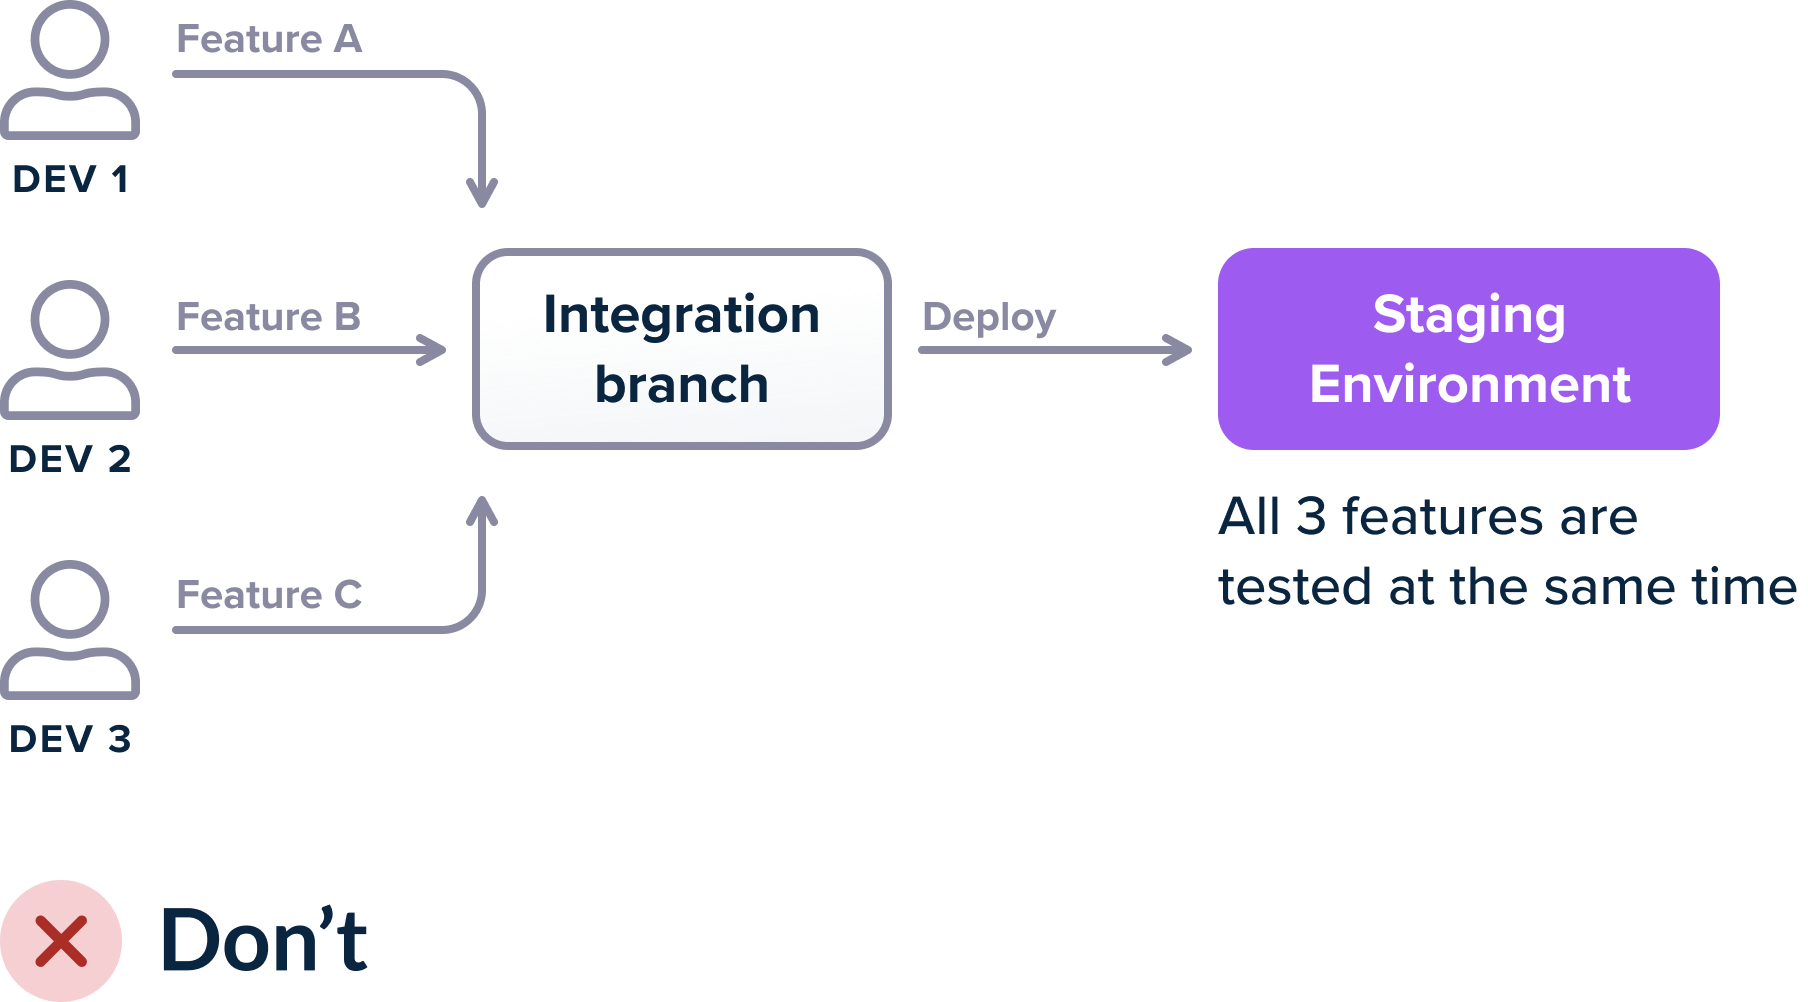 Feature A
DEV 1
Feature B
DEV 2
Feature C
DEV 3
Integration
branch
Deploy
Staging
Environment
All 3 features are
tested at the same time
Don’t